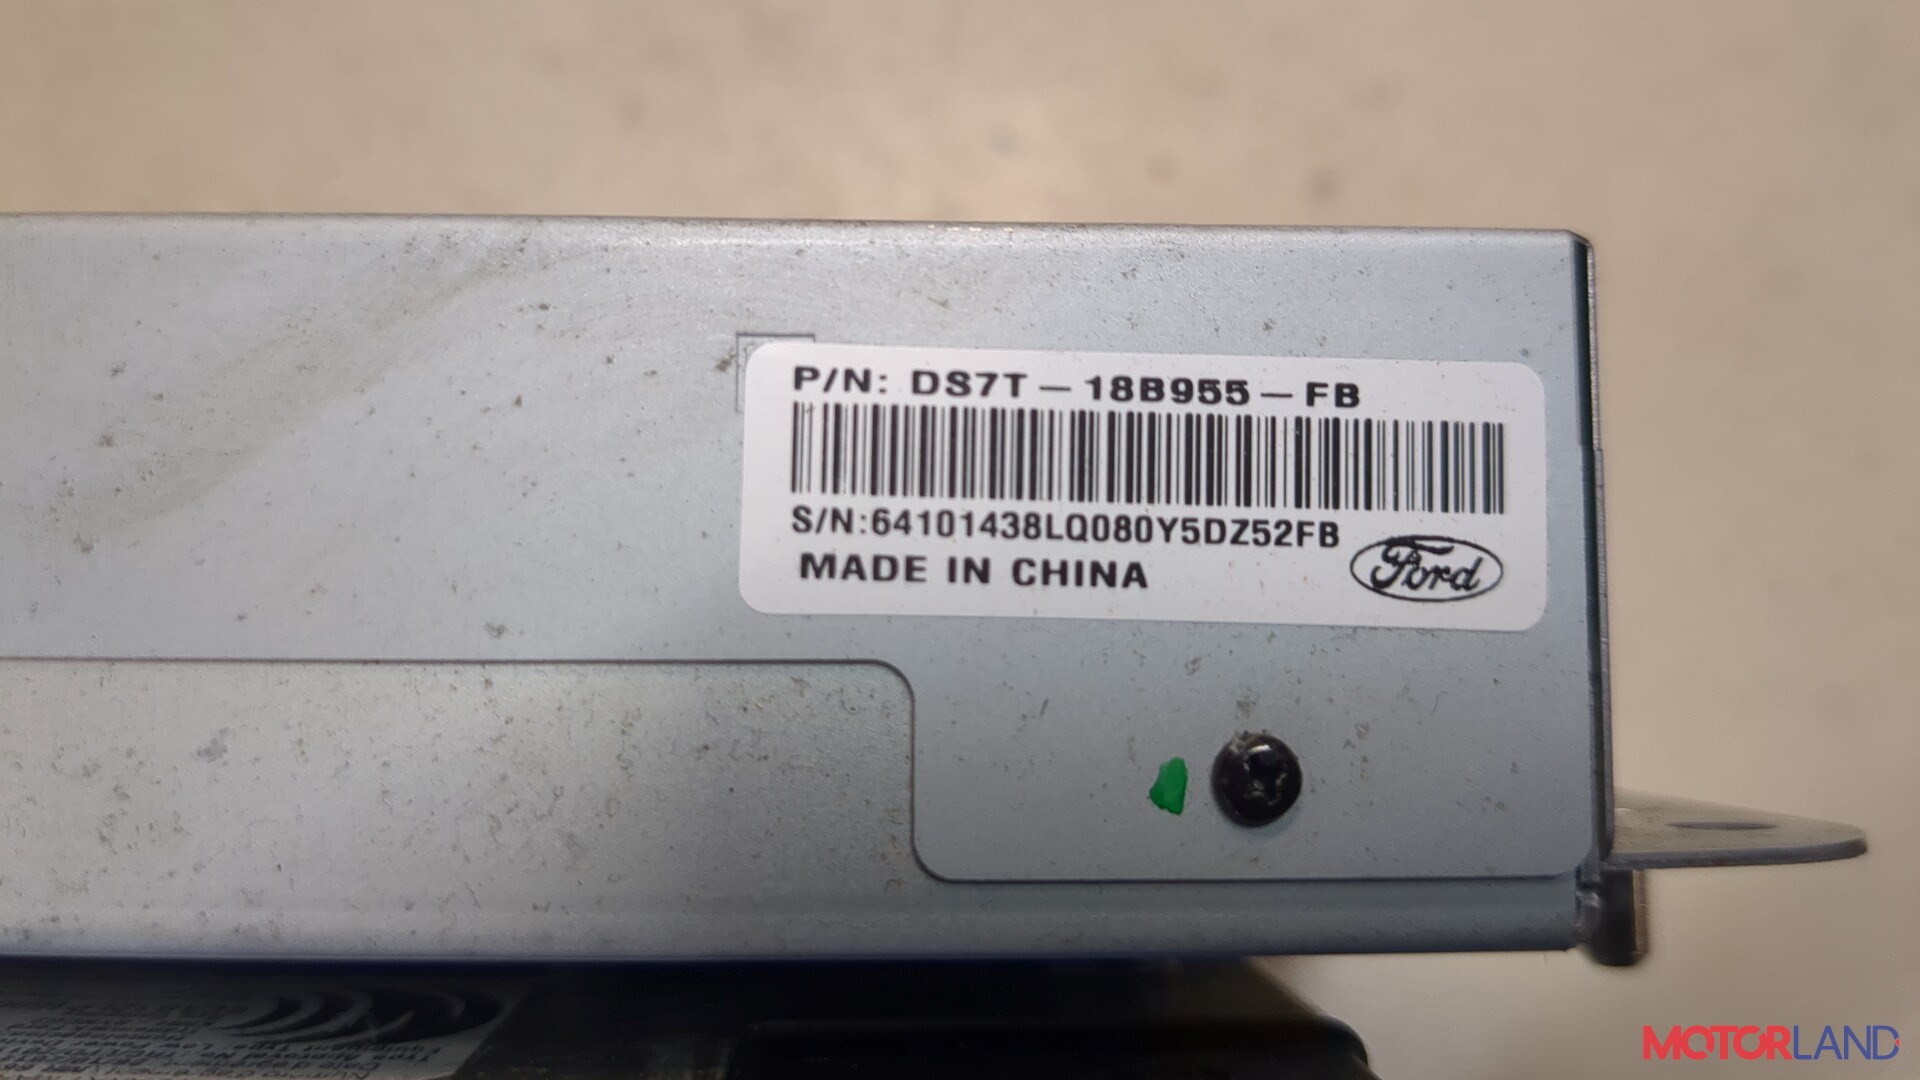 P/N: DS7T-18B955-FB
S/N:64101438LQ080Y5DZ52FB
MADE IN CHINA
Ford
MOTORLAND